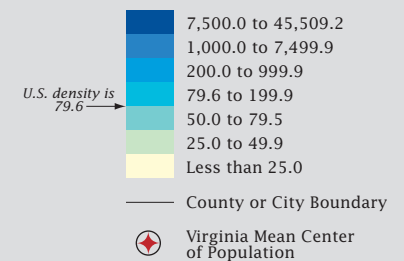 7,500.0 to 45,509.2
1,000.0 to 7,499.9
200.0 to 999.9
U.S. density is
79.6
79.6 to 199.9
50.0 to 79.5
25.0 to 49.9
Less than 25.0
County or City Boundary
Virginia Mean Center
of Population